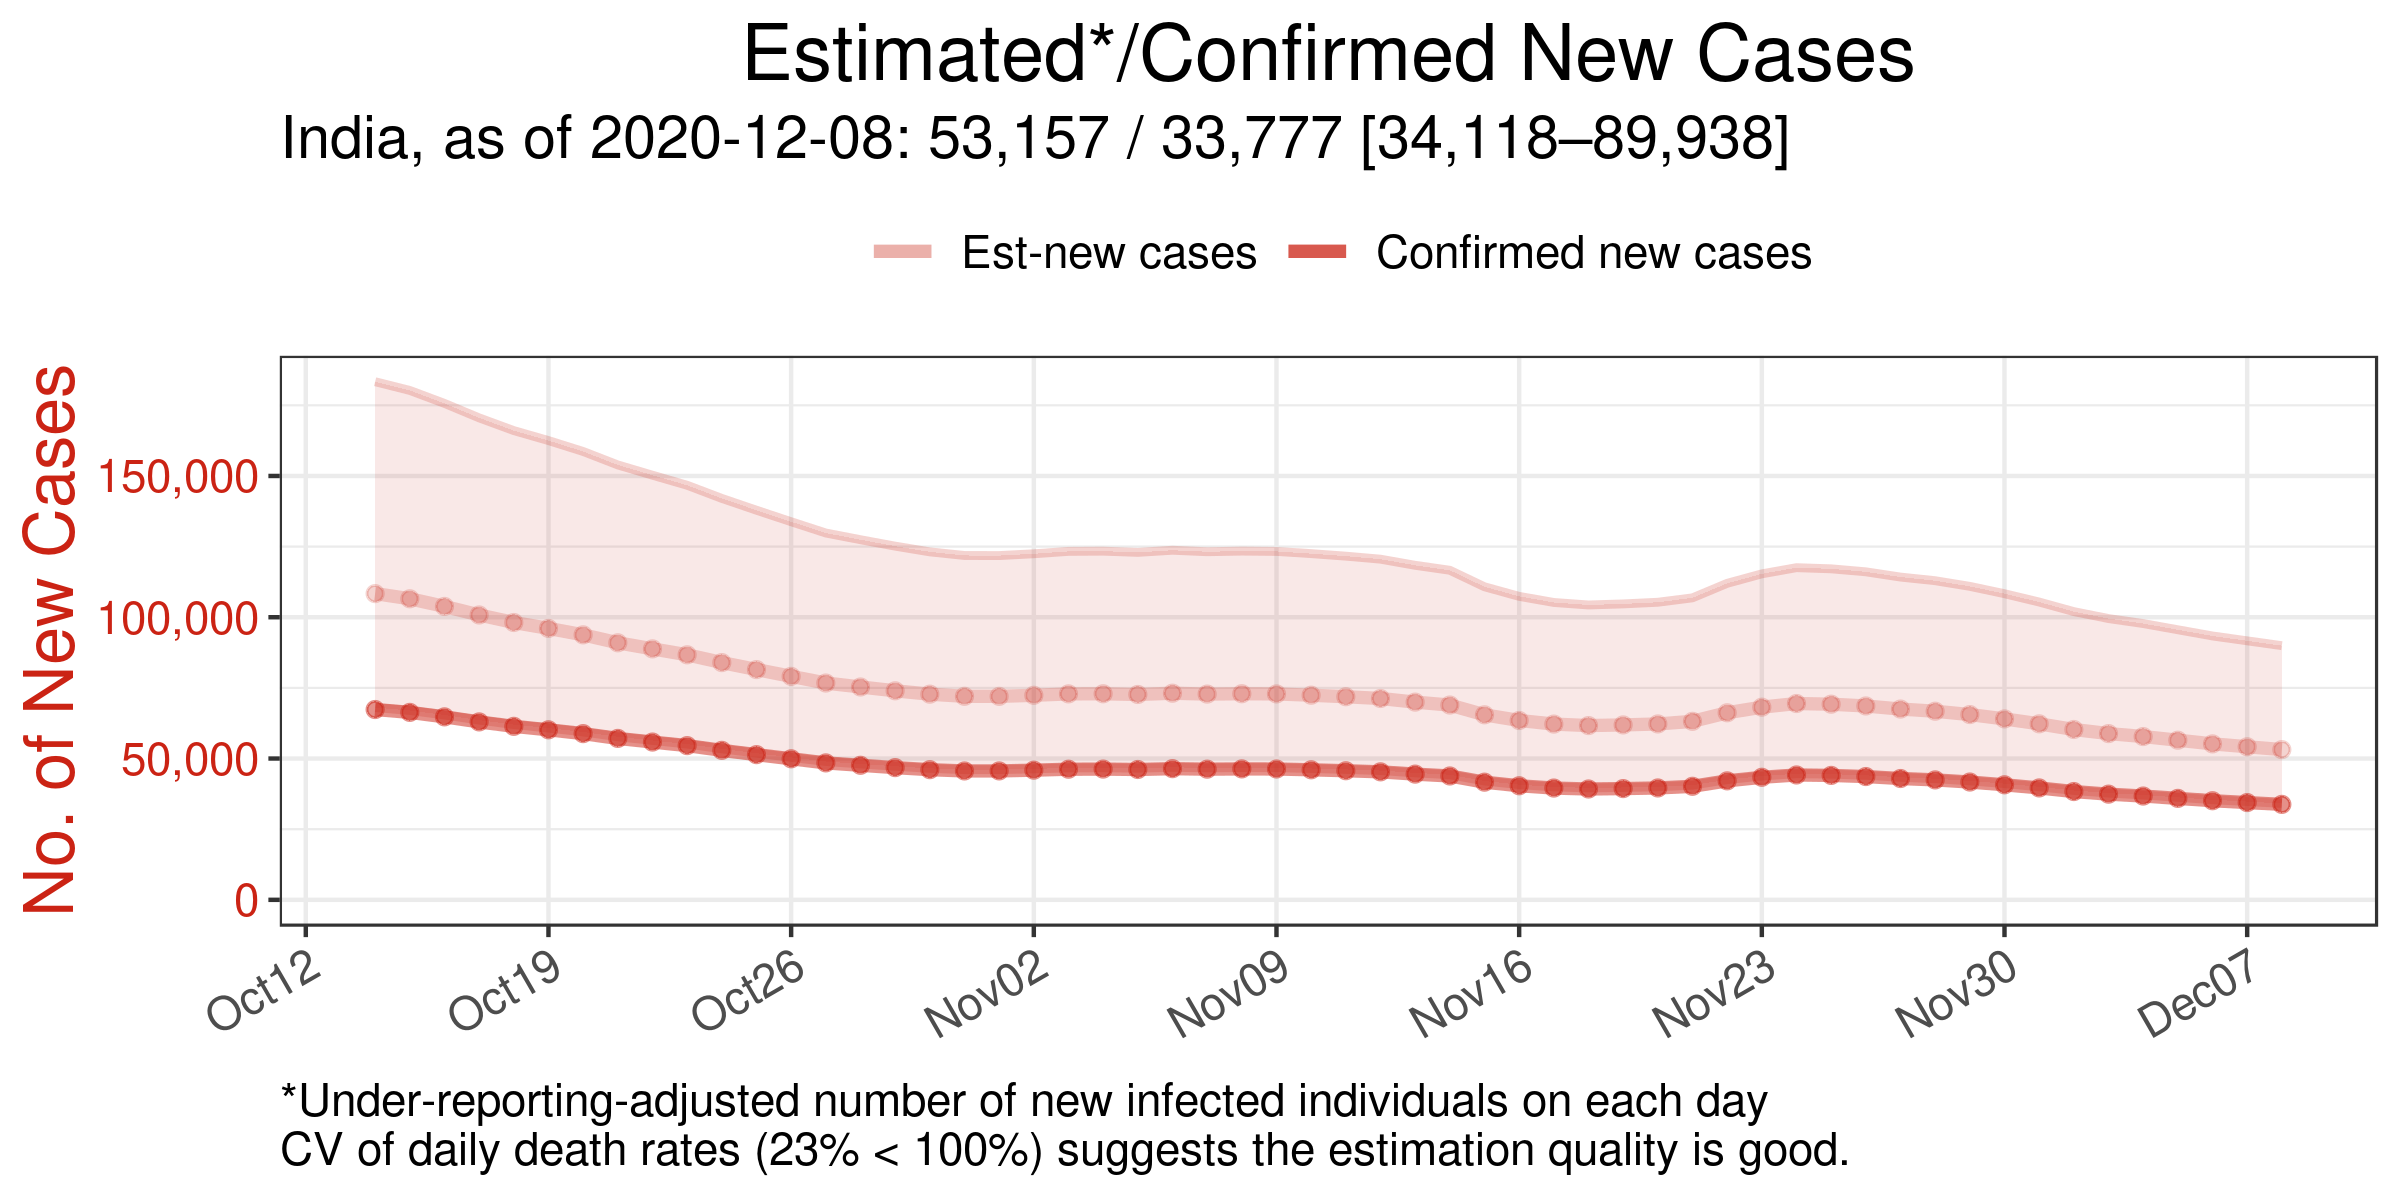 Estimated*/Confirmed New Cases
India, as of 2020-12-08: 53,157 / 33,777 [34,118–89,938]
Est-new cases Confirmed new cases
No. of New Cases
150,000
100,000
50,000
0
Oct12 Oct19 Oct26 Nov02 Nov09 Nov16 Nov23 Nov30 Dec07
*Under-reporting-adjusted number of new infected individuals on each day
CV of daily death rates (23% < 100%) suggests the estimation quality is good.